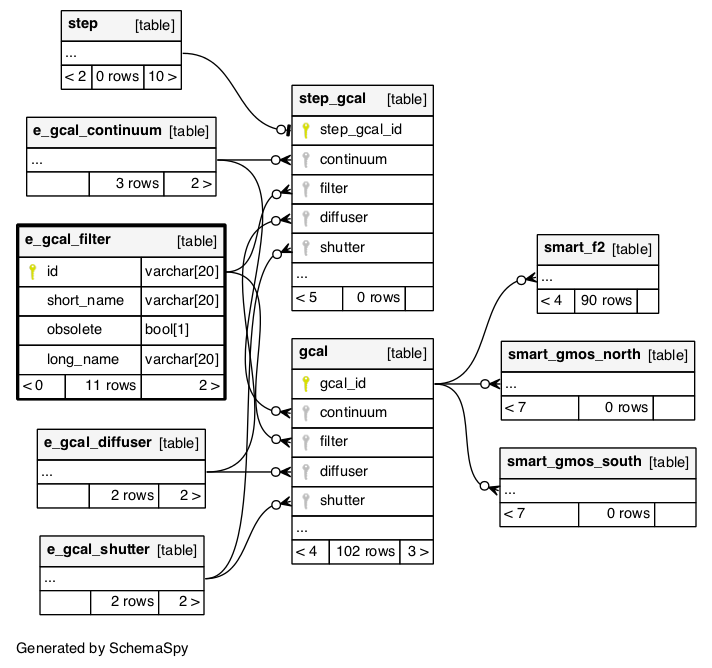 step [table]
...
< 2 0 rows 10 >
e_gcal_continuum [table]
...
3 rows 2 >
e_gcal_filter [table]
id varchar[20]
short_name varchar[20]
obsolete bool[1]
long_name varchar[20]
< 0 11 rows 2 >
e_gcal_diffuser [table]
...
2 rows 2 >
e_gcal_shutter [table]
...
2 rows 2 >
step_gcal [table]
step_gcal_id
continuum
filter
diffuser
shutter
...
< 5 0 rows
gcal [table]
gcal_id
continuum
filter
diffuser
shutter
...
< 4 102 rows 3 >
smart_f2 [table]
...
< 4 90 rows
smart_gmos_north [table]
...
< 7 0 rows
smart_gmos_south [table]
...
< 7 0 rows
Generated by SchemaSpy